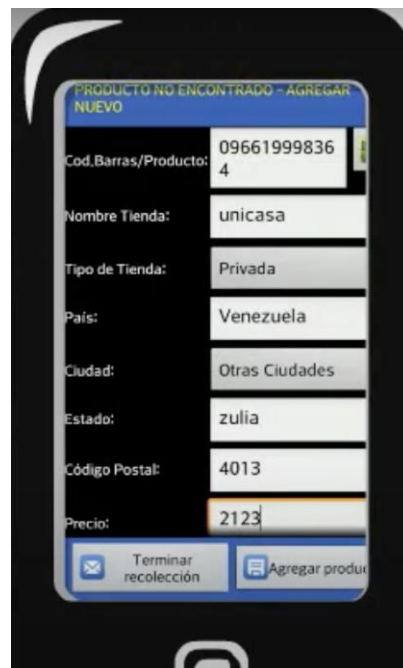 PRODUCTO NO ENCONTRADO - AGREGAR
NUEVO
Cod.Barras/Producto:
09661999836
4
Nombre Tienda:
unicasa
Tipo de Tienda:
Privada
País:
Venezuela
Ciudad:
Otras Ciudades
Estado:
zulia
Código Postal:
4013
Precio:
2123
Terminar
recolección
Agregar produc